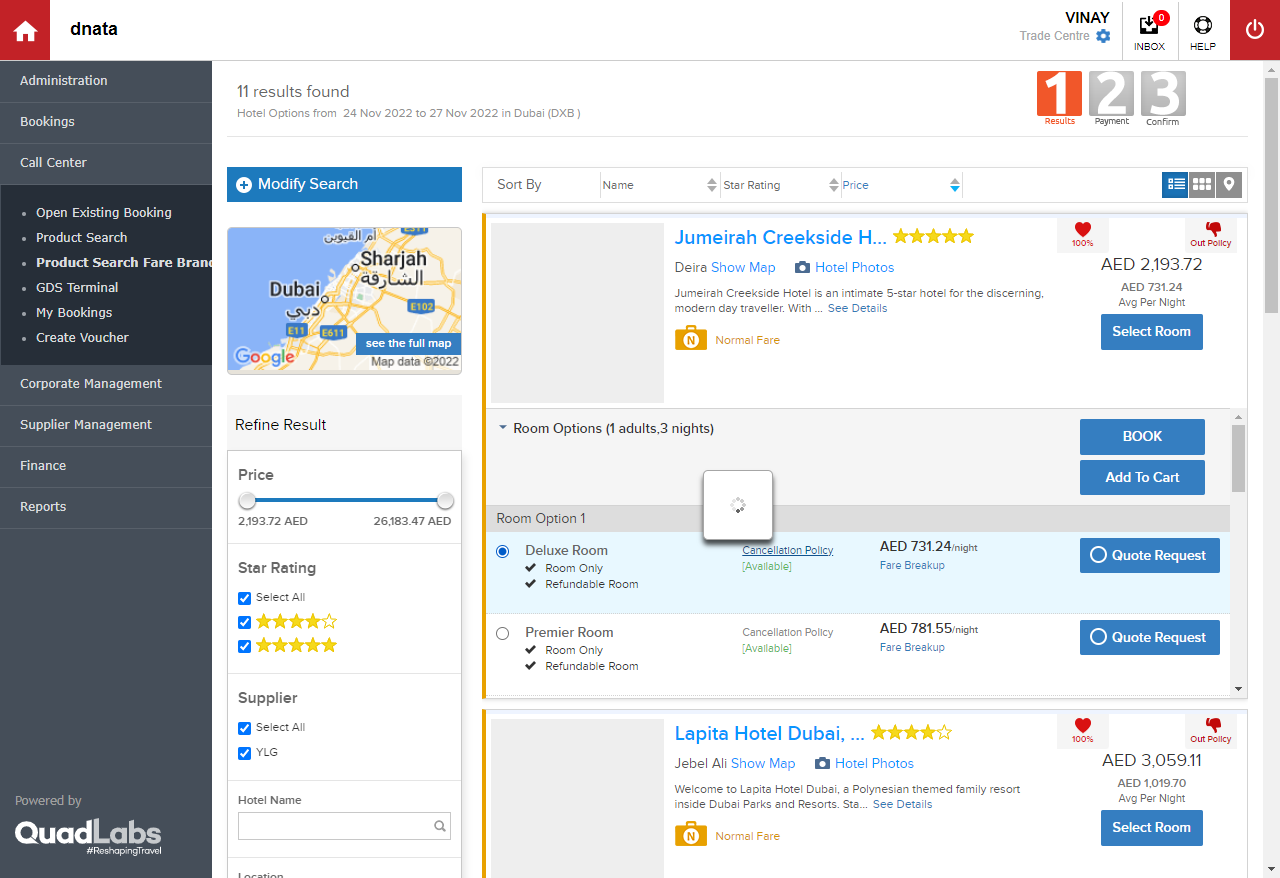 dnata
VINAY
Trade Centre
0
INBOX
HELP
Administration
Bookings
Call Center
Open Existing Booking
Product Search
Product Search Fare Brand
GDS Terminal
My Bookings
Create Voucher
Corporate Management
Supplier Management
Finance
Reports
Powered by
QuadLabs
#ReshapingTravel
11 results found
Hotel Options from 24 Nov 2022 to 27 Nov 2022 in Dubai (DXB )
1
Results
2
Payment
3
Confirm
Modify Search
أم القيوين
Sharjah
الشارقة
Dubai
دبي
E102
E11
E611
see the full map
Google
Map data ©2022
Refine Result
Price
2,193.72 AED
26,183.47 AED
Star Rating
Select All
Supplier
Select All
YLG
Hotel Name
Location
Sort By
Name
Star Rating
Price
Jumeirah Creekside H...
100%
Out Policy
Deira Show Map
Hotel Photos
Jumeirah Creekside Hotel is an intimate 5-star hotel for the discerning,
modern day traveller. With ... See Details
N
Normal Fare
AED 2,193.72
AED 731.24
Avg Per Night
Select Room
Room Options (1 adults,3 nights)
BOOK
Add To Cart
Room Option 1
Deluxe Room
Room Only
Refundable Room
Cancellation Policy
[Available]
AED 731.24/night
Fare Breakup
Quote Request
Premier Room
Room Only
Refundable Room
Cancellation Policy
[Available]
AED 781.55/night
Fare Breakup
Quote Request
Lapita Hotel Dubai, ...
100%
Out Policy
Jebel Ali Show Map
Hotel Photos
Welcome to Lapita Hotel Dubai, a Polynesian themed family resort
inside Dubai Parks and Resorts. Sta... See Details
N
Normal Fare
AED 3,059.11
AED 1,019.70
Avg Per Night
Select Room